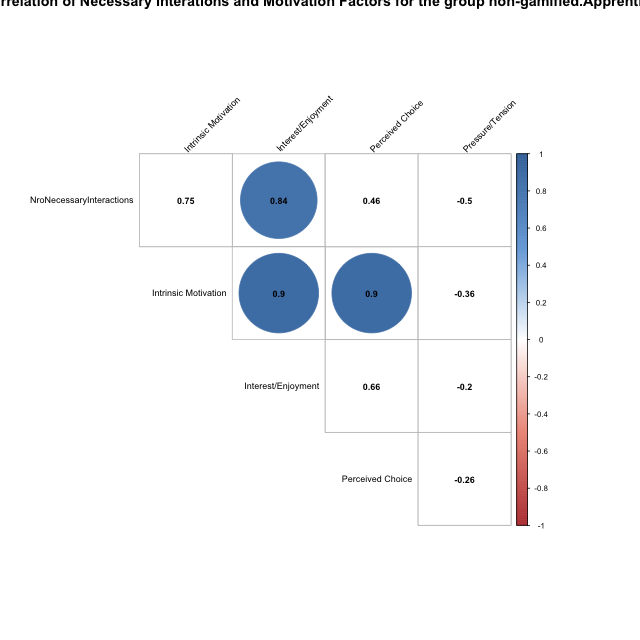 rrelation of Necessary Interations and Motivation Factors for the group non-gamified.Apprenti
Intrinsic Motivation
Interest/Enjoyment
Perceived Choice
Pressure/Tension
NroNecessaryInteractions 0.75 0.84 0.46 -0.5
Intrinsic Motivation 0.9 0.9 -0.36
Interest/Enjoyment 0.66 -0.2
Perceived Choice -0.26
1
0.8
0.6
0.4
0.2
0
-0.2
-0.4
-0.6
-0.8
-1